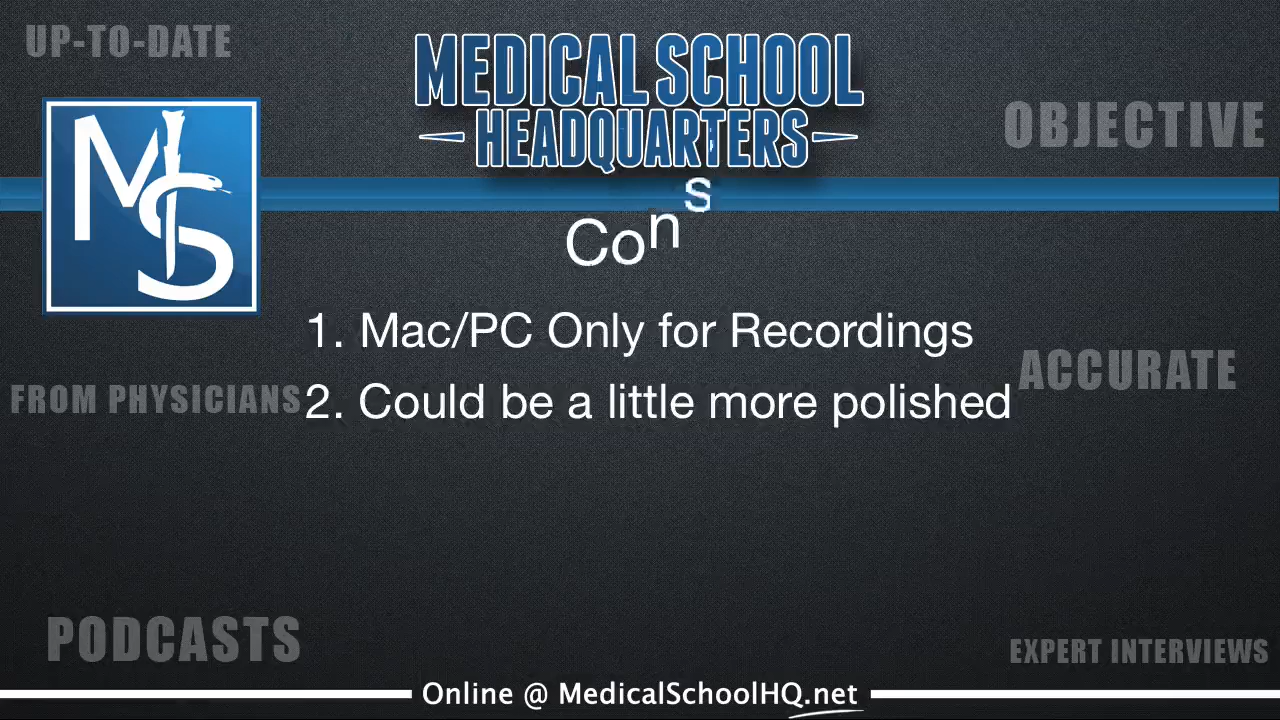 UP-TO-DATE
MEDICAL SCHOOL
HEADQUARTERS
OBJECTIVE
MS
Cons
1. Mac/PC Only for Recordings
ACCURATE
FROM PHYSICIANS
2. Could be a little more polished
PODCASTS
EXPERT INTERVIEWS
Online @ MedicalSchoolHQ.net